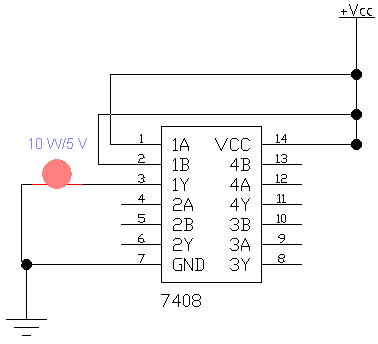 +Vcc
10 W/5 V
1 1A VCC 14
2 1B 4B 13
3 1Y 4A 12
4 2A 4Y 11
5 2B 3B 10
6 2Y 3A 9
7 GND 3Y 8
7408